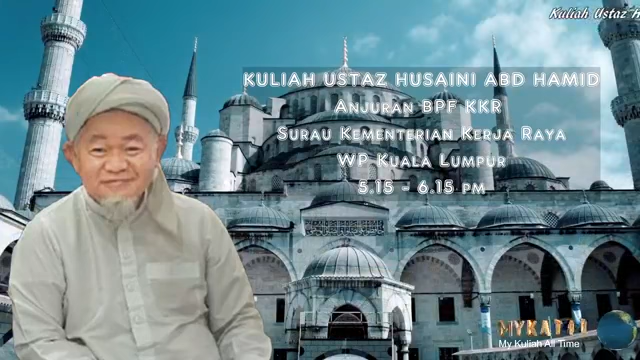 Kuliah Ustaz H
KULIAH USTAZ HUSAINI ABD HAMID
ANJURAN BPF KKR
SURAU KEMENTERIAN KERJA RAYA
WP KUALA LUMPUR
5.15 - 6.15 PM
My Kuliah All Time